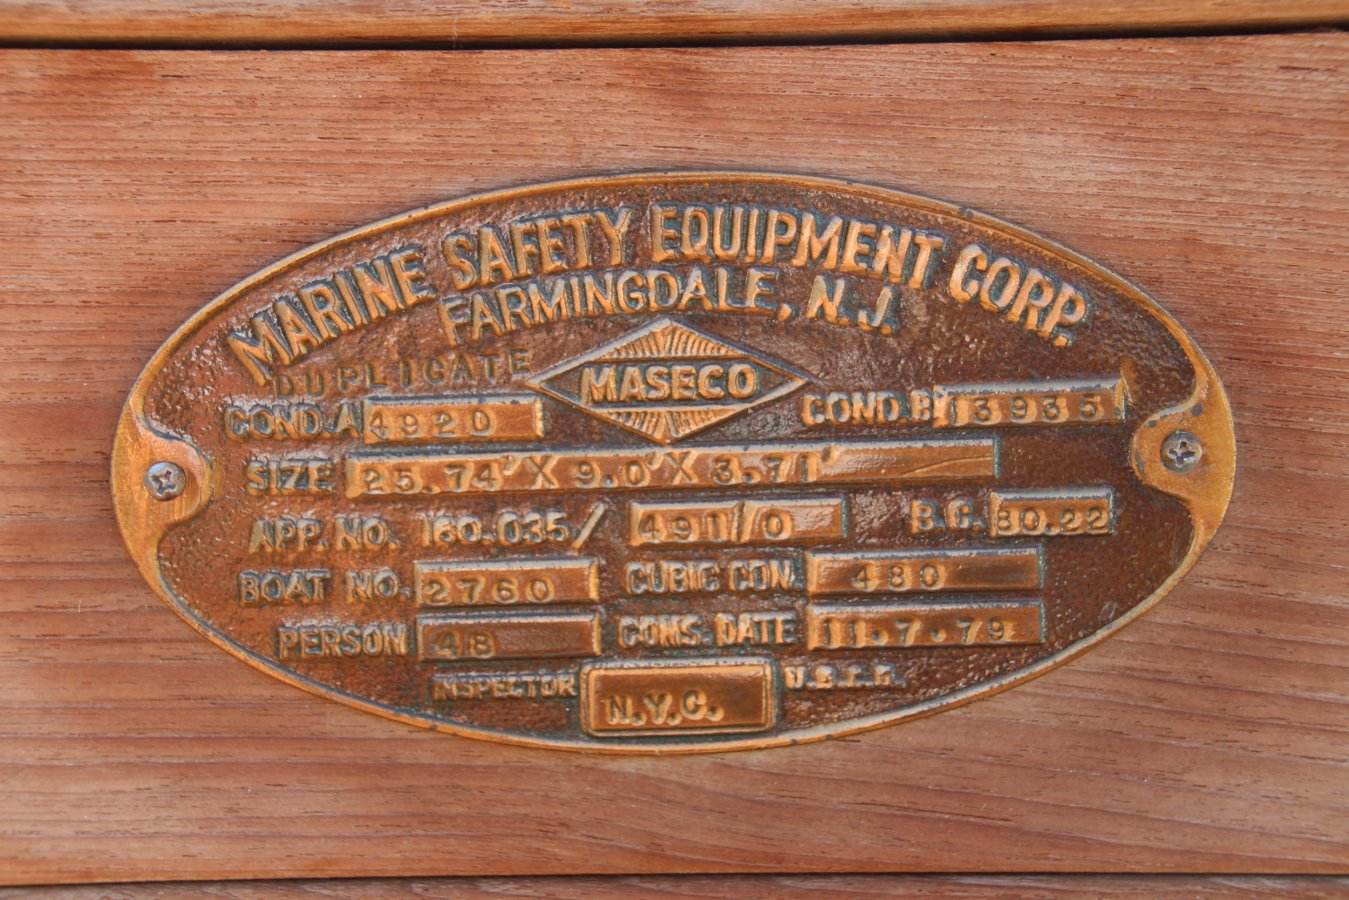 MARINE SAFETY EQUIPMENT CORP.
FARMINGDALE, N.J.
DUPLICATE
MASECO
COND.A 4920 COND.B 13935
SIZE 25.74' X 9.0' X 3.71'
APP. NO. 160.035/ 491/0 B.C. 80.22
BOAT NO. 2760 CUBIC CON. 480
PERSON 48 CONS. DATE 11.7.79
INSPECTOR N.Y.C.